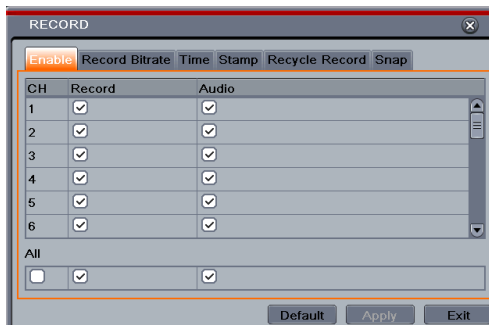 RECORD
Enable Record Bitrate Time Stamp Recycle Record Snap
CH Record Audio
1
2
3
4
5
6
All
Default Apply Exit